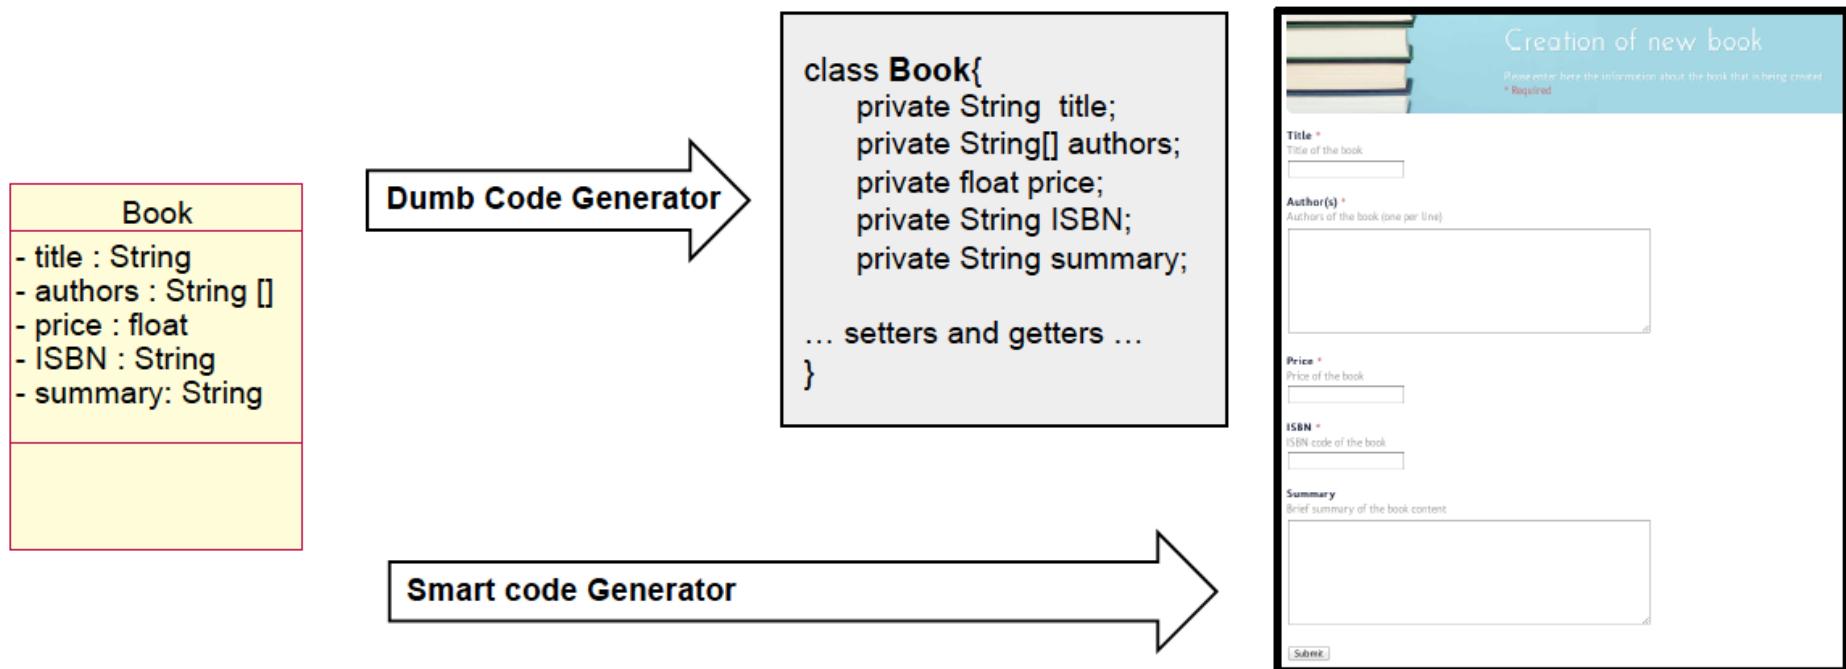 Book
- title : String
- authors : String []
- price : float
- ISBN : String
- summary: String
Dumb Code Generator
class Book{
private String title;
private String[] authors;
private float price;
private String ISBN;
private String summary;
… setters and getters …
}
Smart code Generator
Creation of new book
Please enter here the information about the book that is being created
* Required
Title *
Title of the book
Author(s) *
Authors of the book (one per line)
Price *
Price of the book
ISBN *
ISBN code of the book
Summary
Brief summary of the book content
Submit